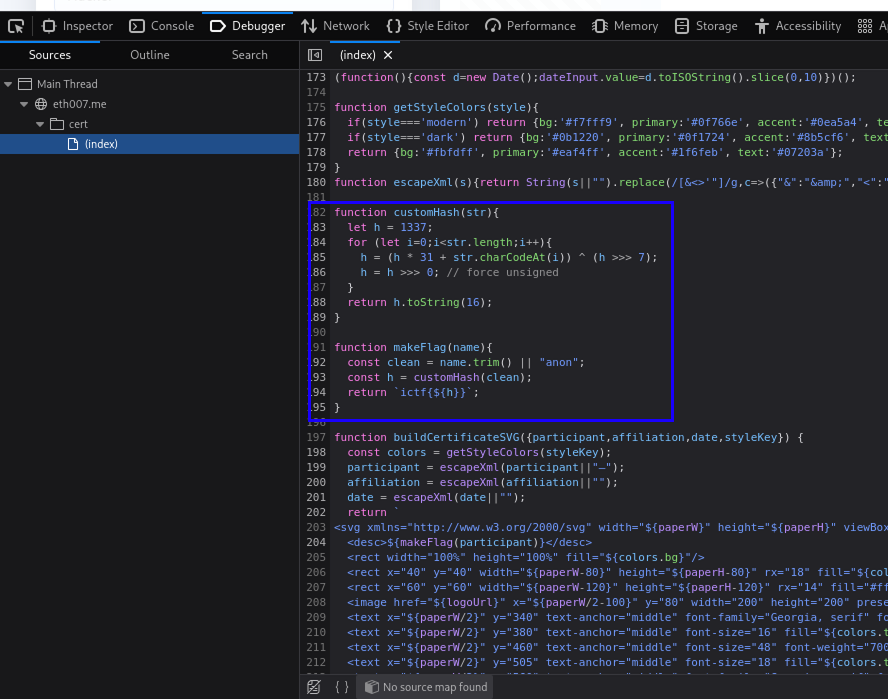 Inspector Console Debugger Network Style Editor Performance Memory Storage Accessibility
Sources Outline Search (index)
Main Thread
eth007.me
cert
(index)
173 (function(){const d=new Date();dateInput.value=d.toISOString().slice(0,10)})();
174
175 function getStyleColors(style){
176 if(style==='modern') return {bg:'#f7fff9', primary:'#0f766e', accent:'#0ea5a4', te
177 if(style==='dark') return {bg:'#0b1220', primary:'#0f1724', accent:'#8b5cf6', text
178 return {bg:'#fbfdff', primary:'#eaf4ff', accent:'#1f6feb', text:'#07203a'};
179 }
180 function escapeXml(s){return String(s||"").replace(/[&<>'"]/g,c=>({"&":"&amp;","<":"
181
182 function customHash(str){
183 let h = 1337;
184 for (let i=0;i<str.length;i++){
185 h = (h * 31 + str.charCodeAt(i)) ^ (h >>> 7);
186 h = h >>> 0; // force unsigned
187 }
188 return h.toString(16);
189 }
190
191 function makeFlag(name){
192 const clean = name.trim() || "anon";
193 const h = customHash(clean);
194 return `ictf{${h}}`;
195 }
196
197 function buildCertificateSVG({participant,affiliation,date,styleKey}) {
198 const colors = getStyleColors(styleKey);
199 participant = escapeXml(participant||"—");
200 affiliation = escapeXml(affiliation||"");
201 date = escapeXml(date||"");
202 return `
203 <svg xmlns="http://www.w3.org/2000/svg" width="${paperW}" height="${paperH}" viewBox
204 <desc>${makeFlag(participant)}</desc>
205 <rect width="100%" height="100%" fill="${colors.bg}"/>
206 <rect x="40" y="40" width="${paperW-80}" height="${paperH-80}" rx="18" fill="${col
207 <rect x="60" y="60" width="${paperW-120}" height="${paperH-120}" rx="14" fill="#ff
208 <image href="${logoUrl}" x="${paperW/2-100}" y="80" width="200" height="200" prese
209 <text x="${paperW/2}" y="340" text-anchor="middle" font-family="Georgia, serif" fo
210 <text x="${paperW/2}" y="380" text-anchor="middle" font-size="16" fill="${colors.t
211 <text x="${paperW/2}" y="460" text-anchor="middle" font-size="48" font-weight="700
212 <text x="${paperW/2}" y="505" text-anchor="middle" font-size="18" fill="${colors.t
{ } No source map found